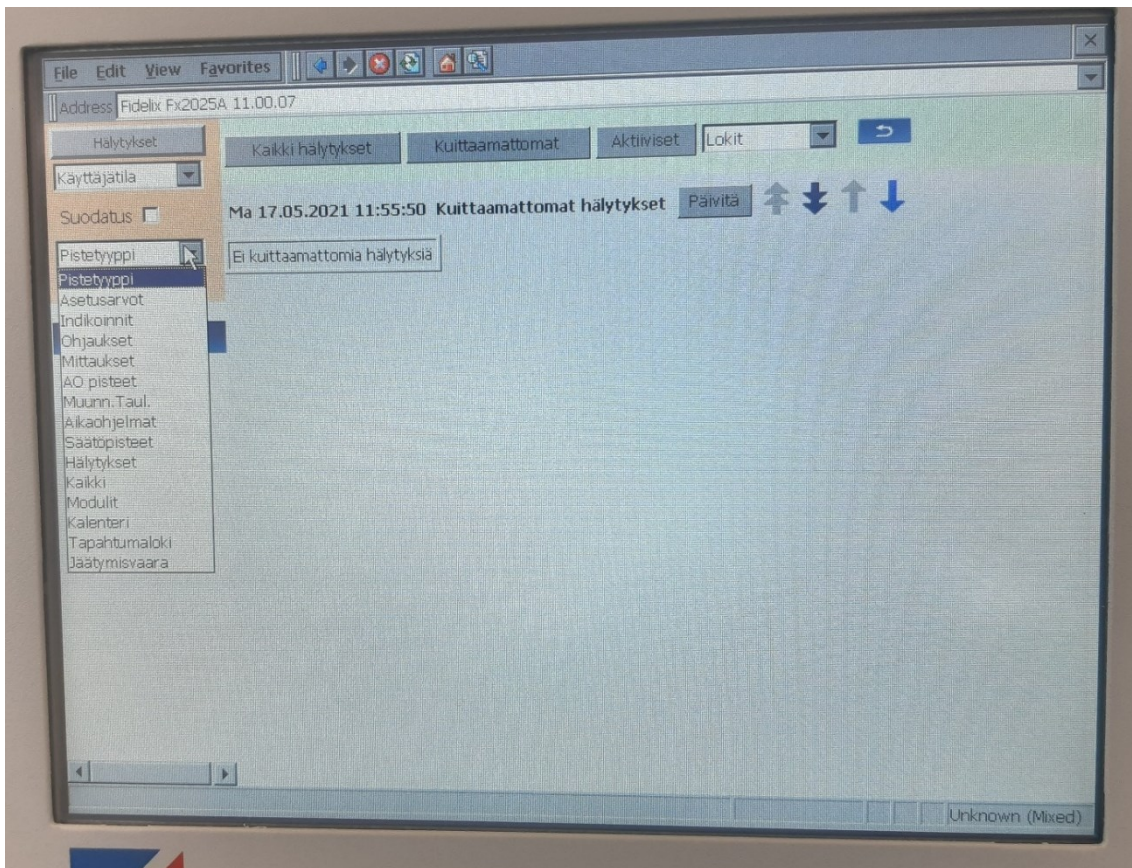 File Edit View Favorites
Address Fidelix Fx2025A 11.00.07
Hälytykset
Kaikki hälytykset Kuittaamattomat Aktiiviset Lokit
Käyttäjätila
Suodatus
Ma 17.05.2021 11:55:50 Kuittaamattomat hälytykset Päivitä
Pistetyyppi
Ei kuittaamattomia hälytyksiä
Pistetyyppi
Asetusarvot
Indikoinnit
Ohjaukset
Mittaukset
AO pisteet
Muunn.Taul.
Aikaohjelmat
Säätöpisteet
Hälytykset
Kaikki
Modulit
Kalenteri
Tapahtumaloki
Jäätymisvaara
Unknown (Mixed)